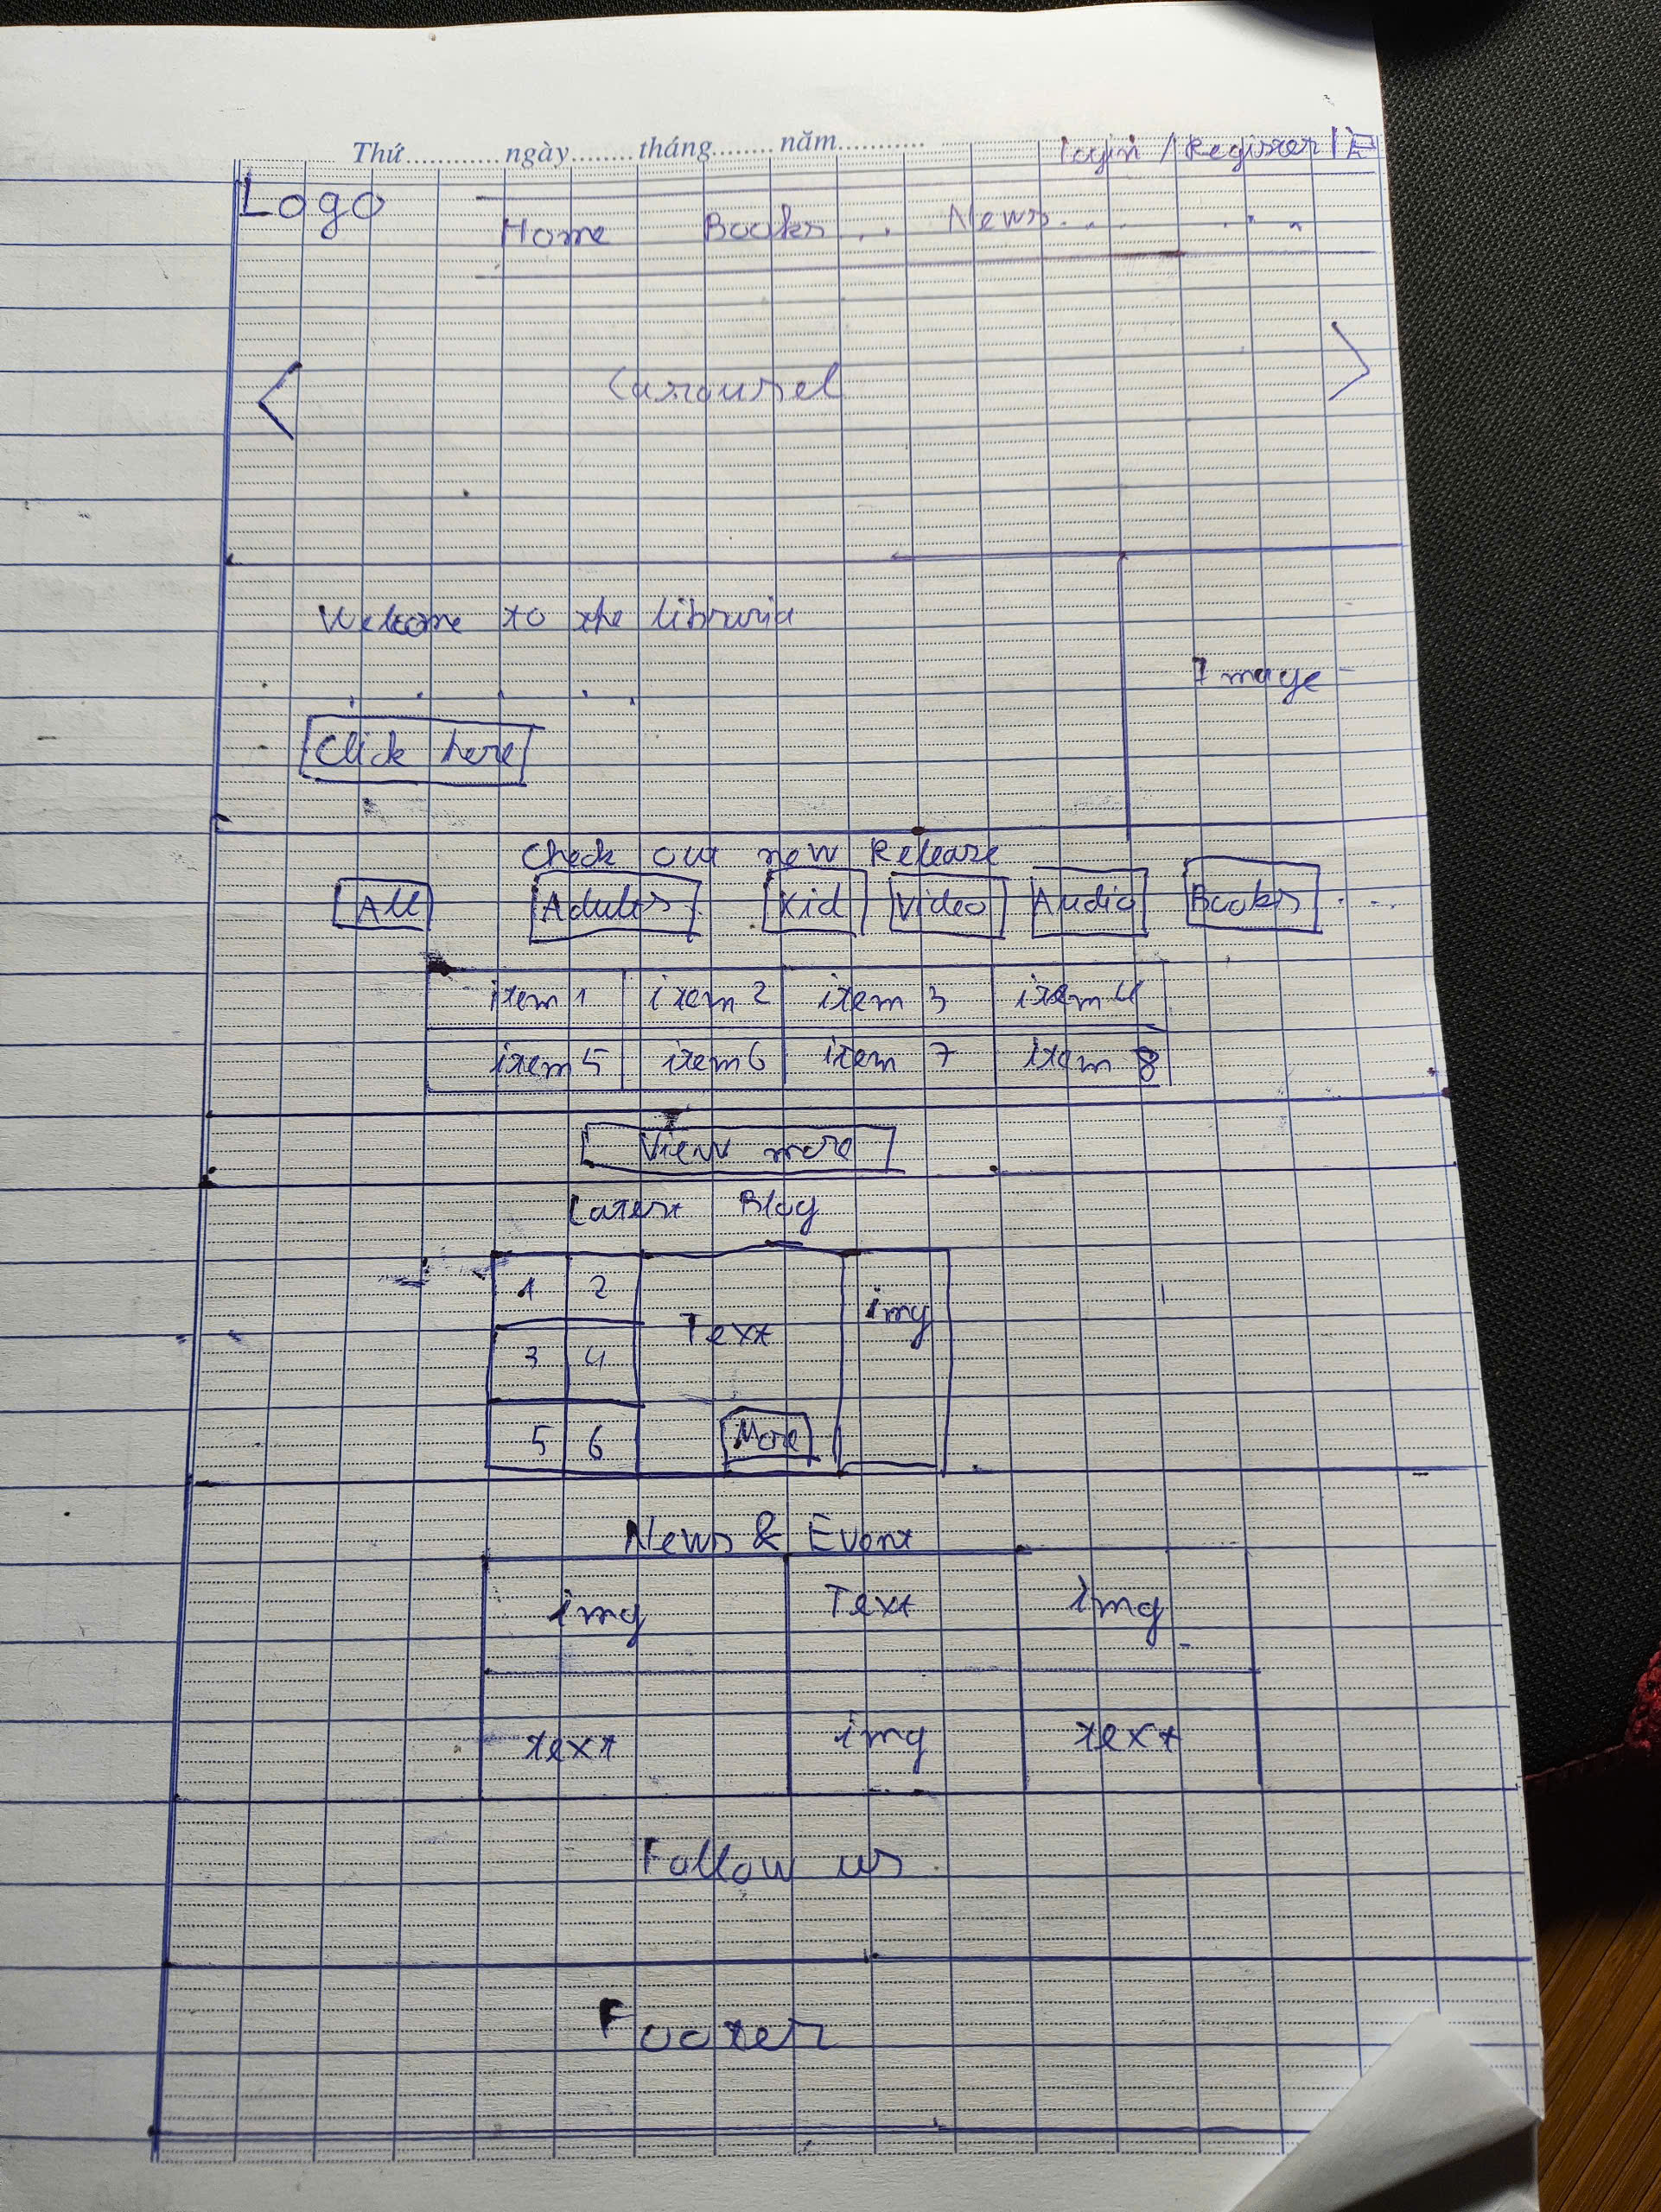 Thứ............ngày........tháng........năm...........
Login / Register
Logo
Home Books... News....
< Carousel >
Welcome to the libraria
Image
Click here
Check out new Release
All Adults Kid Video Audio Books ....
item 1 item 2 item 3 item 4
item 5 item 6 item 7 item 8
View more
Latest Blog
1 2
Text img
3 4
5 6 More
News & Event
img Text img
text img text
Follow us
Footer